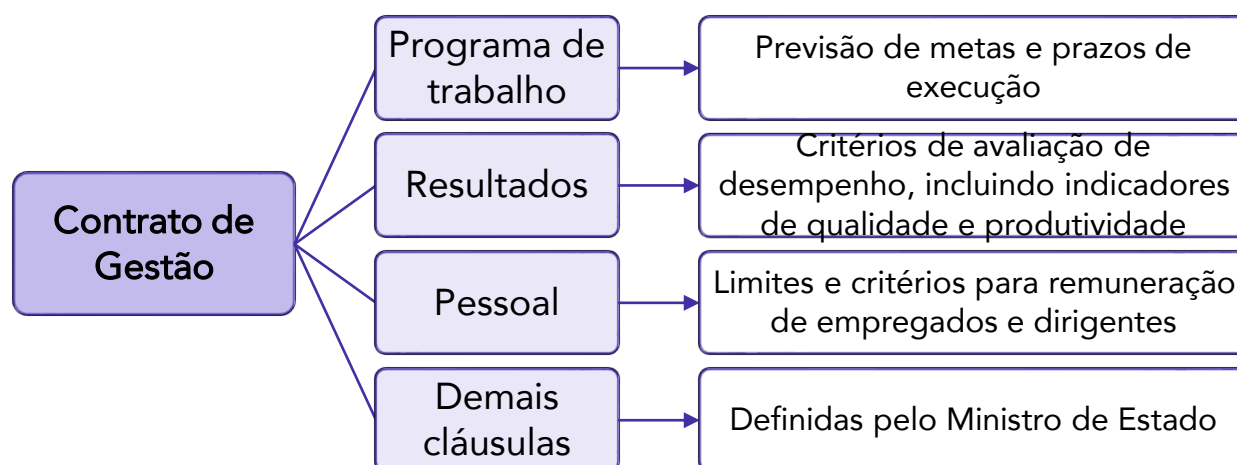 Contrato de
Gestão
Programa de
trabalho
Previsão de metas e prazos de
execução
Resultados
Critérios de avaliação de
desempenho, incluindo indicadores
de qualidade e produtividade
Pessoal
Limites e critérios para remuneração
de empregados e dirigentes
Demais
cláusulas
Definidas pelo Ministro de Estado